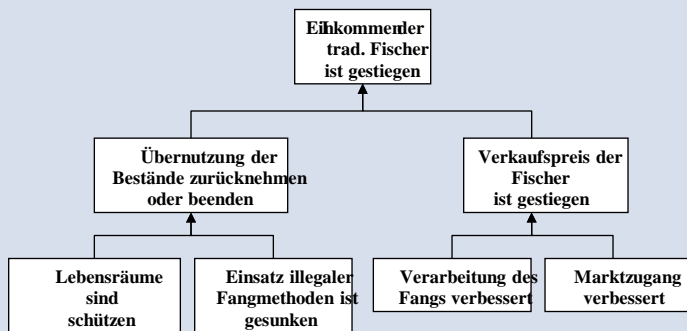 Einkommen der
trad. Fischer
ist gestiegen
Übernutzung der
Bestände zurücknehmen
oder beenden
Verkaufspreis der
Fischer
ist gestiegen
Lebensräume
sind
schützen
Einsatz illegaler
Fangmethoden ist
gesunken
Verarbeitung des
Fangs verbessert
Marktzugang
verbessert